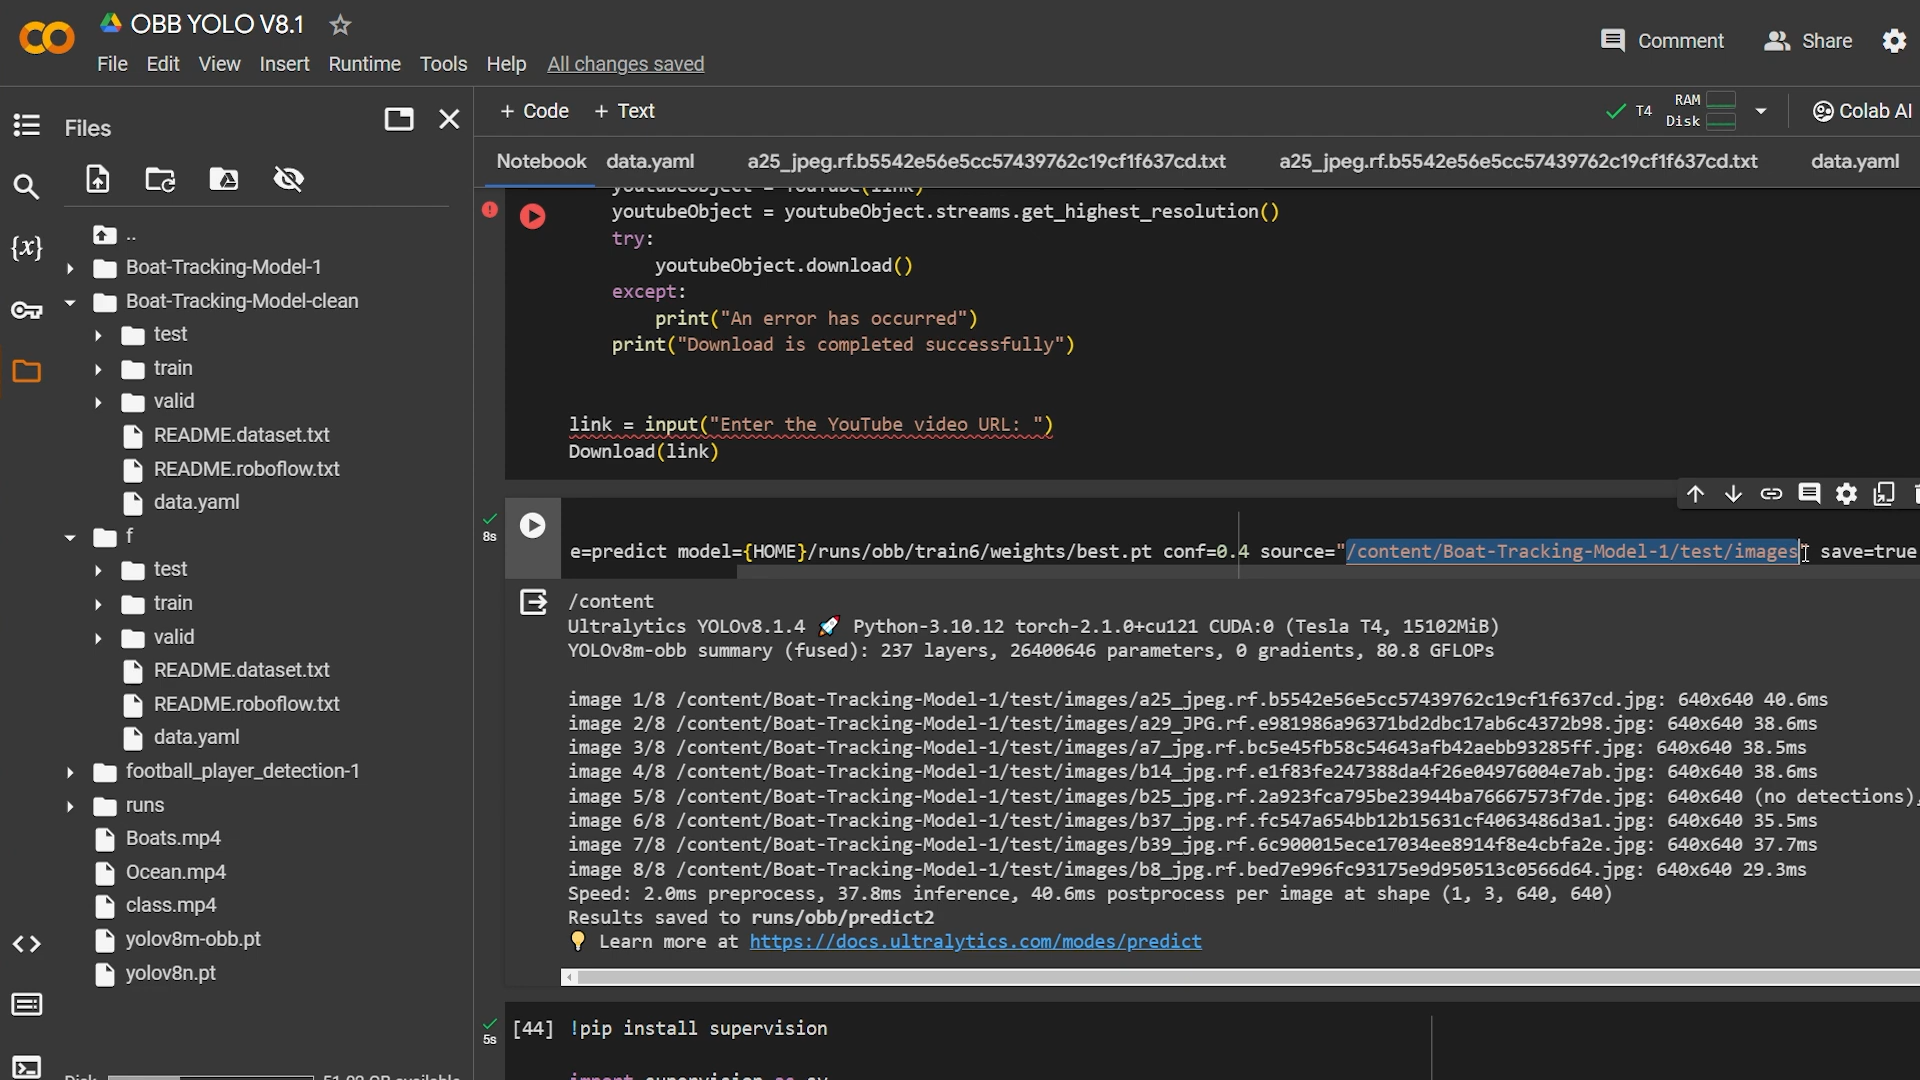 OBB YOLO V8.1
Comment
Share
File Edit View Insert Runtime Tools Help All changes saved
Files
+ Code + Text
T4 RAM
Disk
Colab AI
Notebook data.yaml a25_jpeg.rf.b5542e56e5cc57439762c19cf1f637cd.txt a25_jpeg.rf.b5542e56e5cc57439762c19cf1f637cd.txt data.yaml
{x}
..
Boat-Tracking-Model-1
Boat-Tracking-Model-clean
test
train
valid
README.dataset.txt
README.roboflow.txt
data.yaml
f
test
train
valid
README.dataset.txt
README.roboflow.txt
data.yaml
football_player_detection-1
runs
Boats.mp4
Ocean.mp4
class.mp4
yolov8m-obb.pt
yolov8n.pt
Disk
youtubeObject = YouTube(link)
youtubeObject = youtubeObject.streams.get_highest_resolution()
try:
youtubeObject.download()
except:
print("An error has occurred")
print("Download is completed successfully")
link = input("Enter the YouTube video URL: ")
Download(link)
8s
e=predict model={HOME}/runs/obb/train6/weights/best.pt conf=0.4 source="/content/Boat-Tracking-Model-1/test/images" save=true
/content
Ultralytics YOLOv8.1.4 🚀 Python-3.10.12 torch-2.1.0+cu121 CUDA:0 (Tesla T4, 15102MiB)
YOLOv8m-obb summary (fused): 237 layers, 26400646 parameters, 0 gradients, 80.8 GFLOPs
image 1/8 /content/Boat-Tracking-Model-1/test/images/a25_jpeg.rf.b5542e56e5cc57439762c19cf1f637cd.jpg: 640x640 40.6ms
image 2/8 /content/Boat-Tracking-Model-1/test/images/a29_JPG.rf.e981986a96371bd2dbc17ab6c4372b98.jpg: 640x640 38.6ms
image 3/8 /content/Boat-Tracking-Model-1/test/images/a7_jpg.rf.bc5e45fb58c54643afb42aebb93285ff.jpg: 640x640 38.5ms
image 4/8 /content/Boat-Tracking-Model-1/test/images/b14_jpg.rf.e1f83fe247388da4f26e04976004e7ab.jpg: 640x640 38.6ms
image 5/8 /content/Boat-Tracking-Model-1/test/images/b25_jpg.rf.2a923fca795be23944ba76667573f7de.jpg: 640x640 (no detections),
image 6/8 /content/Boat-Tracking-Model-1/test/images/b37_jpg.rf.fc547a654bb12b15631cf4063486d3a1.jpg: 640x640 35.5ms
image 7/8 /content/Boat-Tracking-Model-1/test/images/b39_jpg.rf.6c900015ece17034ee8914f8e4cbfa2e.jpg: 640x640 37.7ms
image 8/8 /content/Boat-Tracking-Model-1/test/images/b8_jpg.rf.bed7e996fc93175e9d950513c0566d64.jpg: 640x640 29.3ms
Speed: 2.0ms preprocess, 37.8ms inference, 40.6ms postprocess per image at shape (1, 3, 640, 640)
Results saved to runs/obb/predict2
💡 Learn more at https://docs.ultralytics.com/modes/predict
5s
[44] !pip install supervision